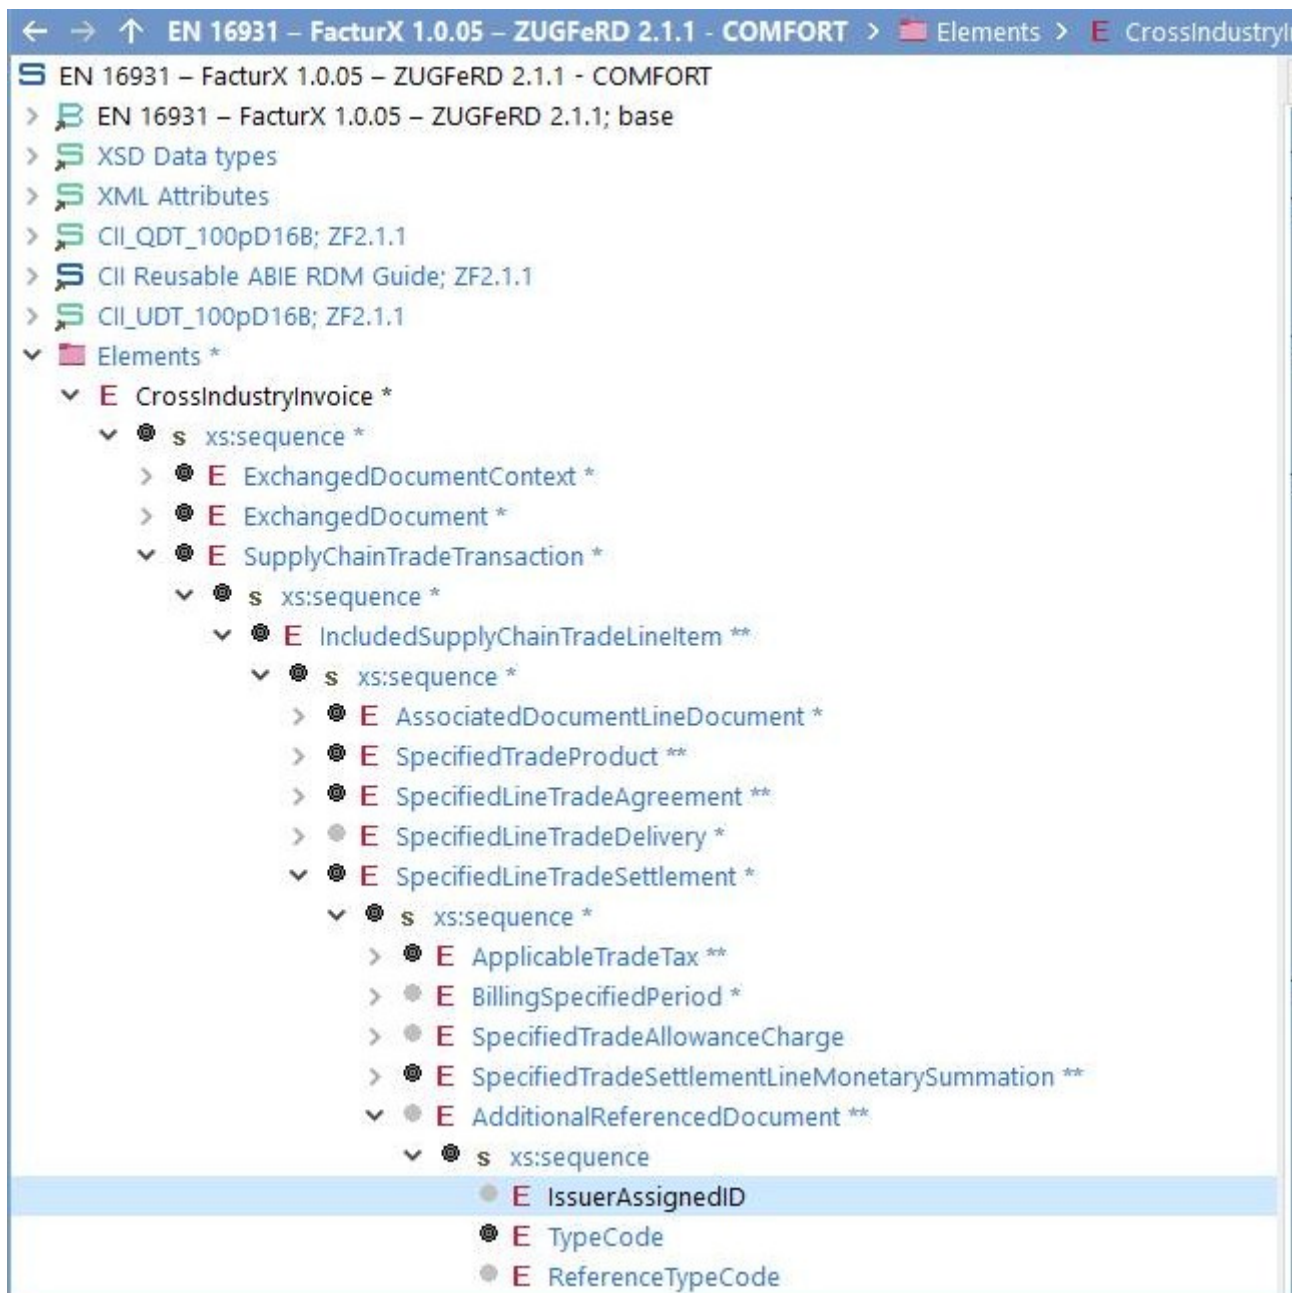 EN 16931 – FacturX 1.0.05 – ZUGFeRD 2.1.1 - COMFORT > Elements > E CrossIndustryI
EN 16931 – FacturX 1.0.05 – ZUGFeRD 2.1.1 - COMFORT
EN 16931 – FacturX 1.0.05 – ZUGFeRD 2.1.1; base
XSD Data types
XML Attributes
CII_QDT_100pD16B; ZF2.1.1
CII Reusable ABIE RDM Guide; ZF2.1.1
CII_UDT_100pD16B; ZF2.1.1
Elements *
E CrossIndustryInvoice *
s xs:sequence *
E ExchangedDocumentContext *
E ExchangedDocument *
E SupplyChainTradeTransaction *
s xs:sequence *
E IncludedSupplyChainTradeLineItem **
s xs:sequence *
E AssociatedDocumentLineDocument *
E SpecifiedTradeProduct **
E SpecifiedLineTradeAgreement **
E SpecifiedLineTradeDelivery *
E SpecifiedLineTradeSettlement *
s xs:sequence *
E ApplicableTradeTax **
E BillingSpecifiedPeriod *
E SpecifiedTradeAllowanceCharge
E SpecifiedTradeSettlementLineMonetarySummation **
E AdditionalReferencedDocument **
s xs:sequence
E IssuerAssignedID
E TypeCode
E ReferenceTypeCode